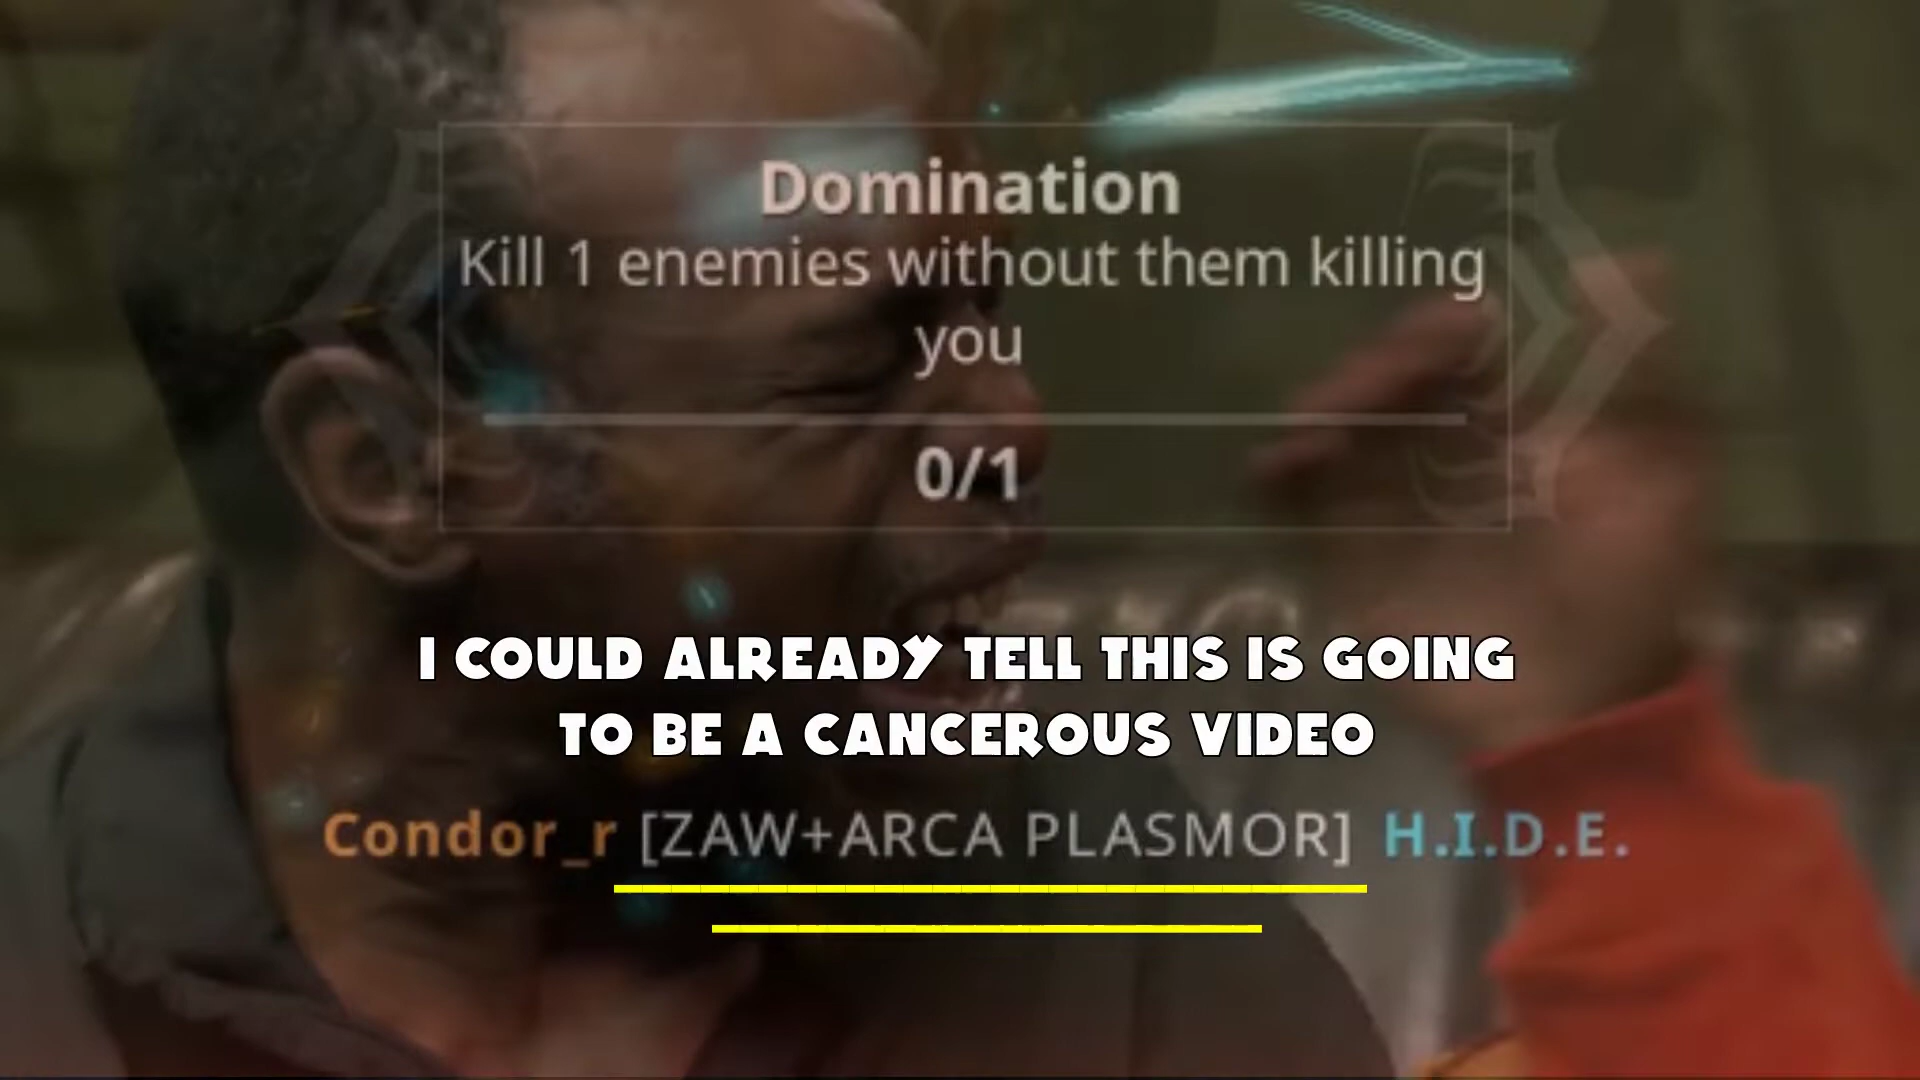 Domination
Kill 1 enemies without them killing
you
0/1
I COULD ALREADY TELL THIS IS GOING
TO BE A CANCEROUS VIDEO
Condor_r [ZAW+ARCA PLASMOR] H.I.D.E.